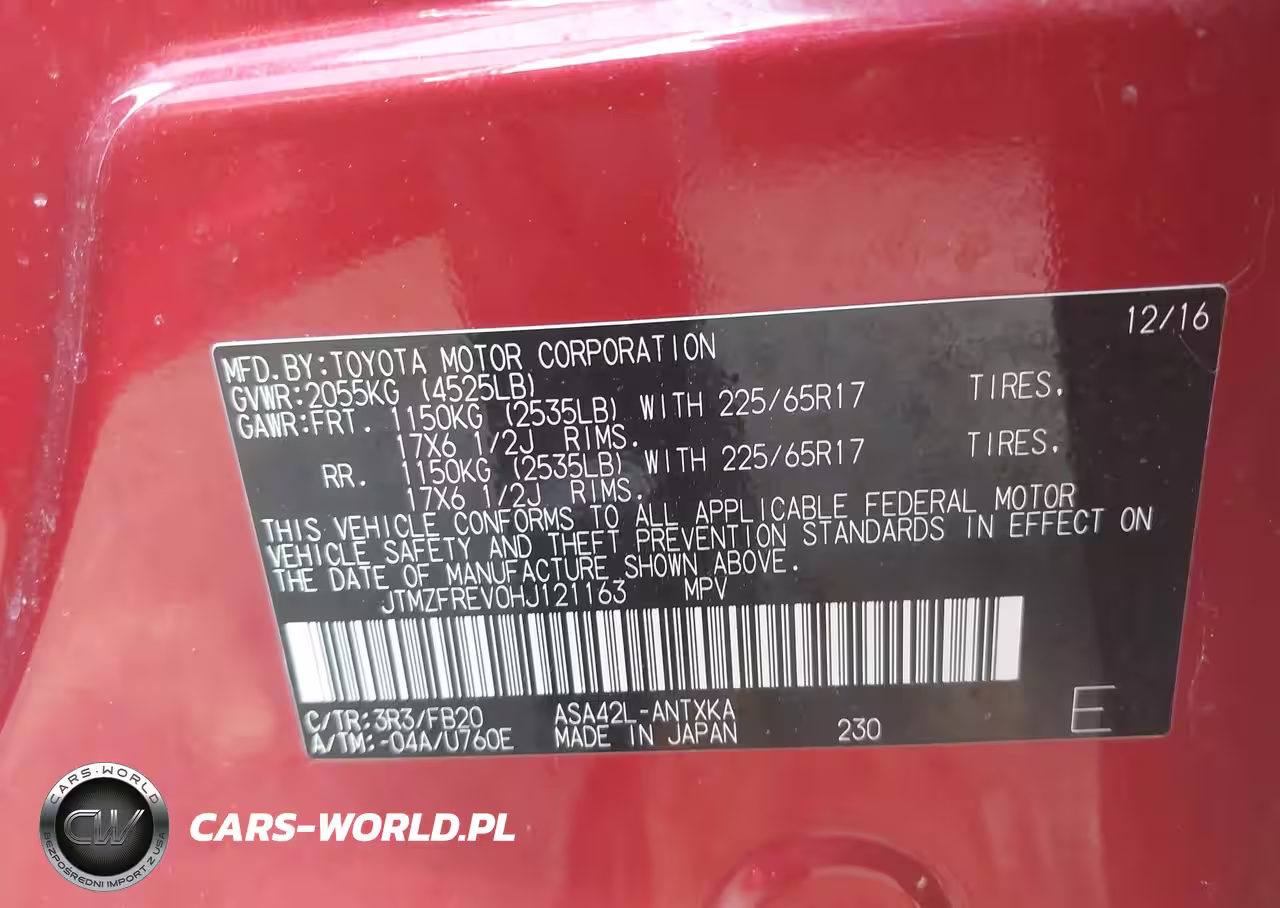 12/16
MFD.BY:TOYOTA MOTOR CORPORATION
GVWR:2055KG (4525LB)
GAWR:FRT. 1150KG (2535LB) WITH 225/65R17 TIRES.
17X6 1/2J RIMS.
RR. 1150KG (2535LB) WITH 225/65R17 TIRES.
17X6 1/2J RIMS.
THIS VEHICLE CONFORMS TO ALL APPLICABLE FEDERAL MOTOR
VEHICLE SAFETY AND THEFT PREVENTION STANDARDS IN EFFECT ON
THE DATE OF MANUFACTURE SHOWN ABOVE.
JTMZFREV0HJ121163 MPV
C/TR:3R3/FB20 ASA42L-ANTXKA
A/TM:-04A/U760E MADE IN JAPAN 230 E
CARS-WORLD
CW
BEZPOŚREDNI IMPORT Z USA
CARS-WORLD.PL